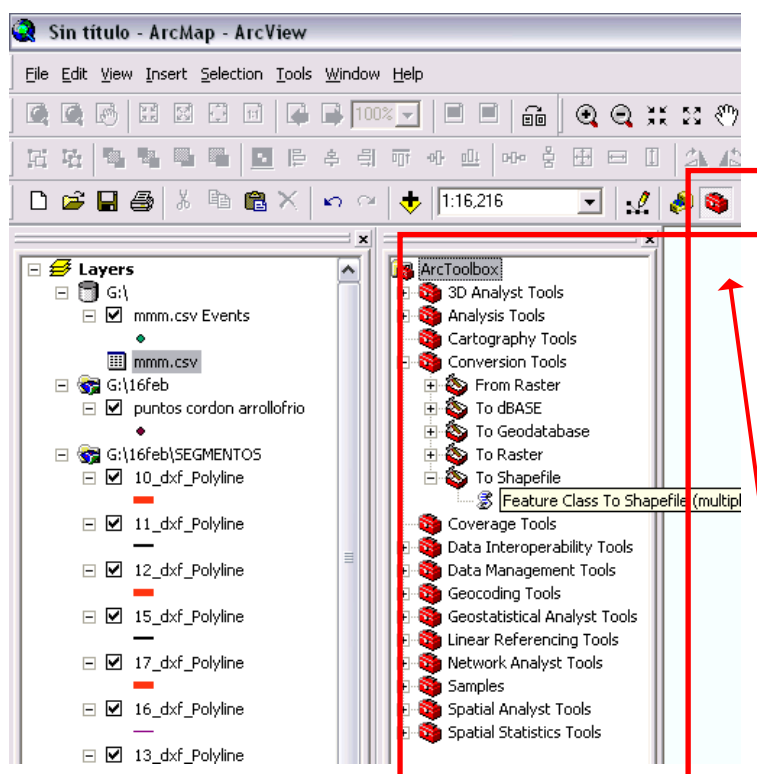 Sin título - ArcMap - ArcView
File Edit View Insert Selection Tools Window Help
1:1 100%
1:16,216
Layers
G:\
mmm.csv Events
mmm.csv
G:\16feb
puntos cordon arrollofrio
G:\16feb\SEGMENTOS
10_dxf_Polyline
11_dxf_Polyline
12_dxf_Polyline
15_dxf_Polyline
17_dxf_Polyline
16_dxf_Polyline
13_dxf_Polyline
ArcToolbox
3D Analyst Tools
Analysis Tools
Cartography Tools
Conversion Tools
From Raster
To dBASE
To Geodatabase
To Raster
To Shapefile
Feature Class To Shapefile (multipl
Coverage Tools
Data Interoperability Tools
Data Management Tools
Geocoding Tools
Geostatistical Analyst Tools
Linear Referencing Tools
Network Analyst Tools
Samples
Spatial Analyst Tools
Spatial Statistics Tools